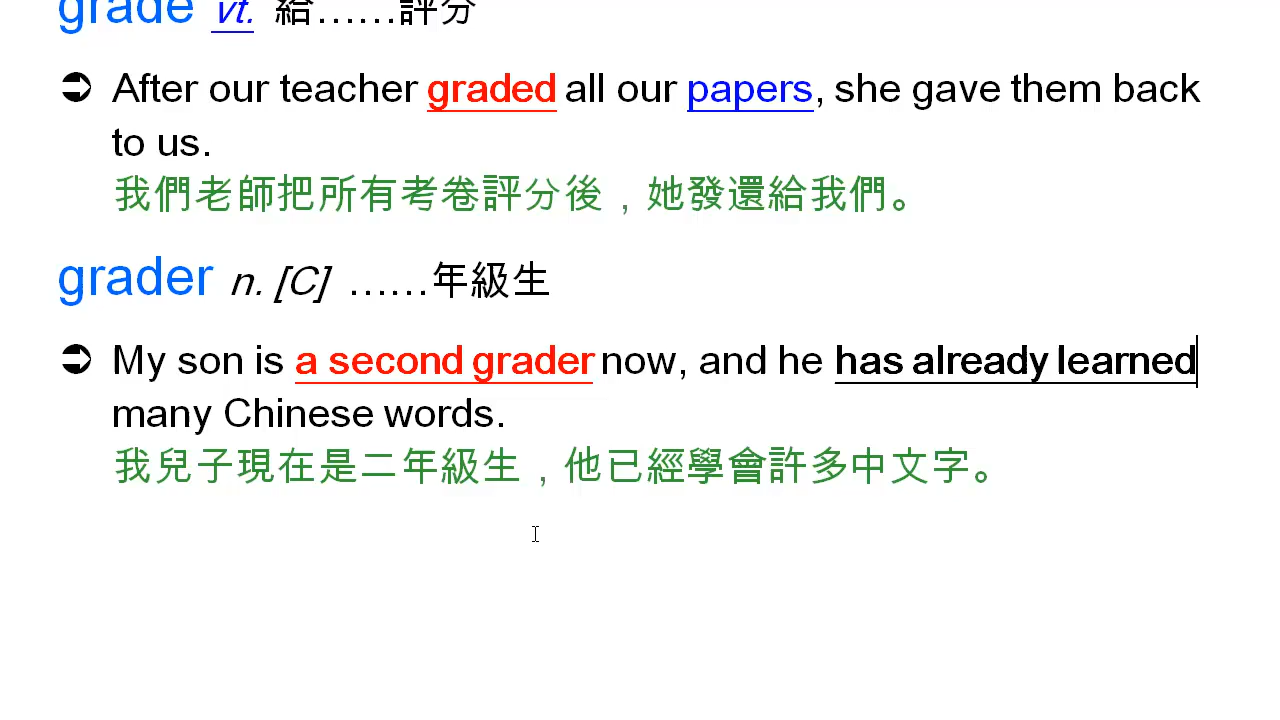 grade vt. 給……評分
➲ After our teacher graded all our papers, she gave them back
to us.
我們老師把所有考卷評分後，她發還給我們。
grader n. [C] ……年級生
➲ My son is a second grader now, and he has already learned
many Chinese words.
我兒子現在是二年級生，他已經學會許多中文字。